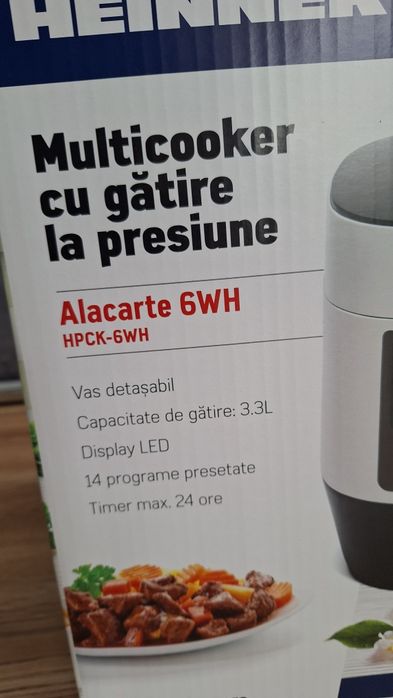 HEINNER
Multicooker
cu gătire
la presiune
Alacarte 6WH
HPCK-6WH
Vas detașabil
Capacitate de gătire: 3.3L
Display LED
14 programe presetate
Timer max. 24 ore